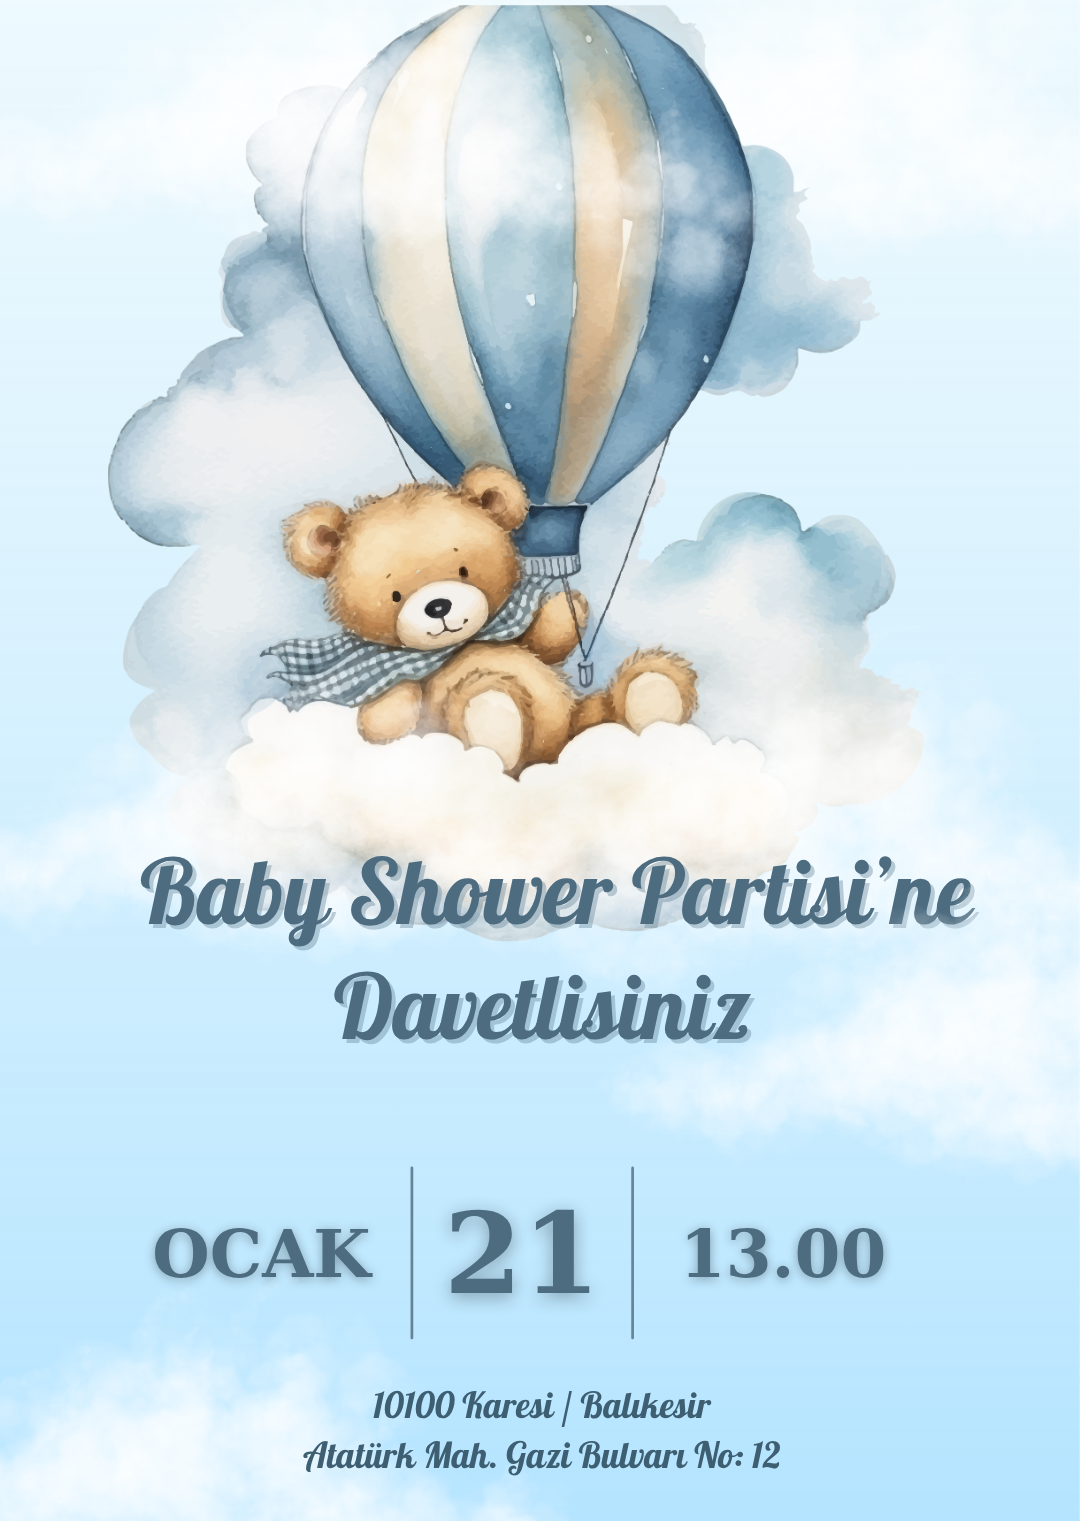 Baby Shower Partisi’ne
Davetlisiniz
OCAK 21 13.00
10100 Karesi / Balıkesir
Atatürk Mah. Gazi Bulvarı No: 12